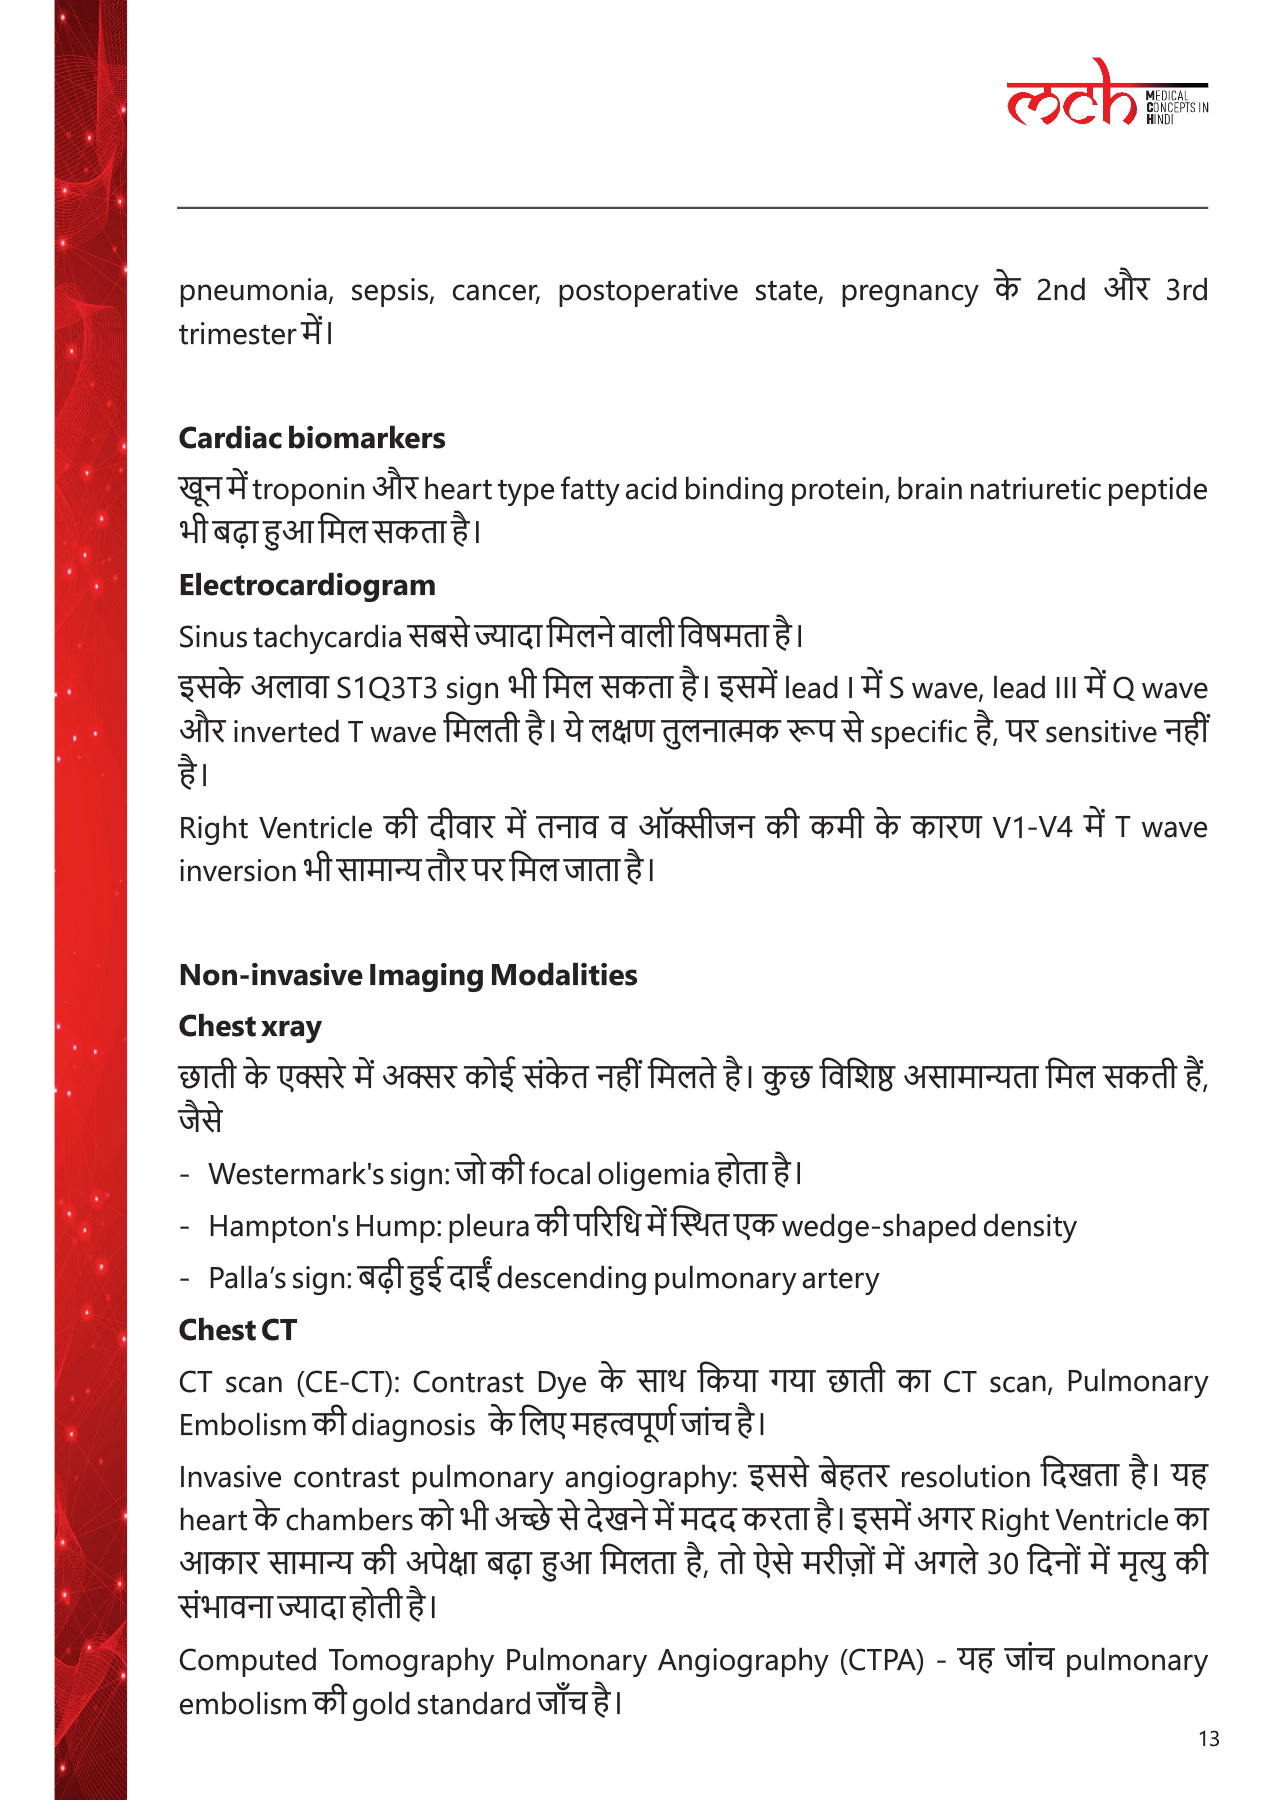 mch MEDICAL
CONCEPTS IN
HINDI
pneumonia, sepsis, cancer, postoperative state, pregnancy के 2nd और 3rd
trimester में।
Cardiac biomarkers
खून में troponin और heart type fatty acid binding protein, brain natriuretic peptide
भी बढ़ा हुआ मिल सकता है।
Electrocardiogram
Sinus tachycardia सबसे ज्यादा मिलने वाली विषमता है।
इसके अलावा S1Q3T3 sign भी मिल सकता है। इसमें lead I में S wave, lead III में Q wave
और inverted T wave मिलती है। ये लक्षण तुलनात्मक रूप से specific है, पर sensitive नहीं
है।
Right Ventricle की दीवार में तनाव व ऑक्सीजन की कमी के कारण V1-V4 में T wave
inversion भी सामान्य तौर पर मिल जाता है।
Non-invasive Imaging Modalities
Chest xray
छाती के एक्सरे में अक्सर कोई संकेत नहीं मिलते है। कुछ विशिष्ठ असामान्यता मिल सकती हैं,
जैसे
- Westermark's sign: जो की focal oligemia होता है।
- Hampton's Hump: pleura की परिधि में स्थित एक wedge-shaped density
- Palla’s sign: बढ़ी हुई दाईं descending pulmonary artery
Chest CT
CT scan (CE-CT): Contrast Dye के साथ किया गया छाती का CT scan, Pulmonary
Embolism की diagnosis के लिए महत्वपूर्ण जांच है।
Invasive contrast pulmonary angiography: इससे बेहतर resolution दिखता है। यह
heart के chambers को भी अच्छे से देखने में मदद करता है। इसमें अगर Right Ventricle का
आकार सामान्य की अपेक्षा बढ़ा हुआ मिलता है, तो ऐसे मरीज़ों में अगले 30 दिनों में मृत्यु की
संभावना ज्यादा होती है।
Computed Tomography Pulmonary Angiography (CTPA) - यह जांच pulmonary
embolism की gold standard जाँच है।
13